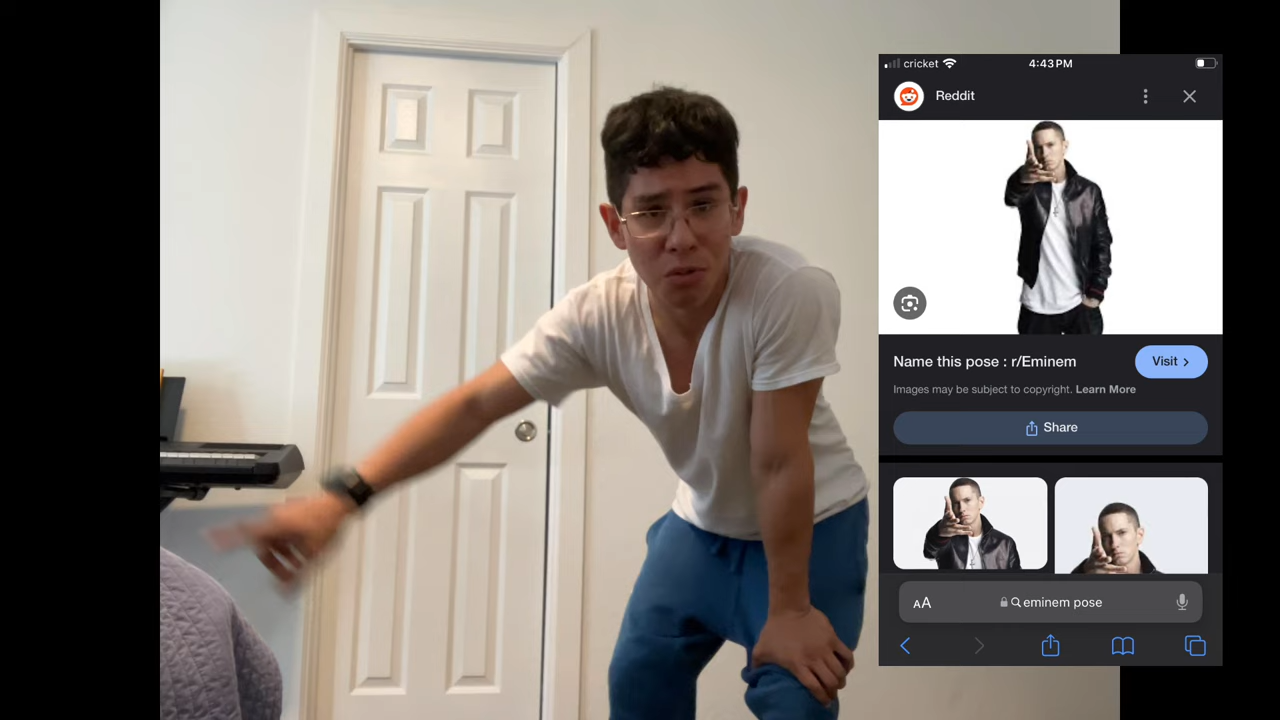 cricket 4:43 PM
Reddit
Name this pose : r/Eminem
Visit >
Images may be subject to copyright. Learn More
Share
AA eminem pose